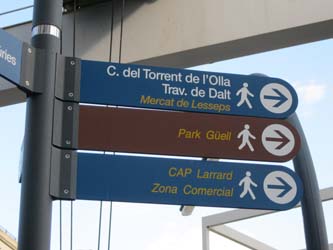 C. del Torrent de l'Olla
Trav. de Dalt
Mercat de Lesseps
Park Güell
CAP Larrard
Zona Comercial